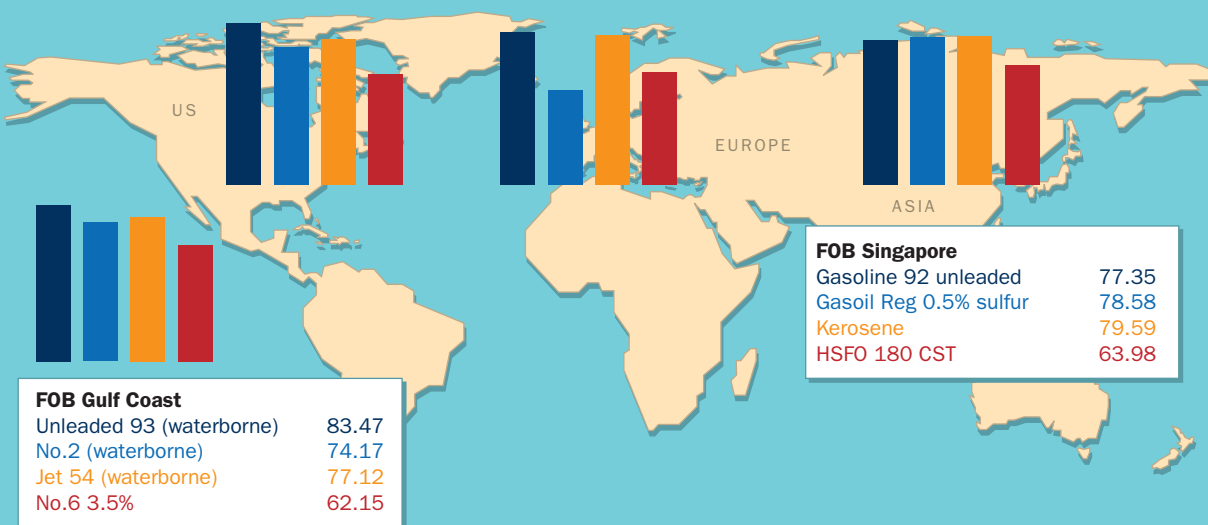 US
EUROPE
ASIA
FOB Singapore
Gasoline 92 unleaded 77.35
Gasoil Reg 0.5% sulfur 78.58
Kerosene 79.59
HSFO 180 CST 63.98
FOB Gulf Coast
Unleaded 93 (waterborne) 83.47
No.2 (waterborne) 74.17
Jet 54 (waterborne) 77.12
No.6 3.5% 62.15